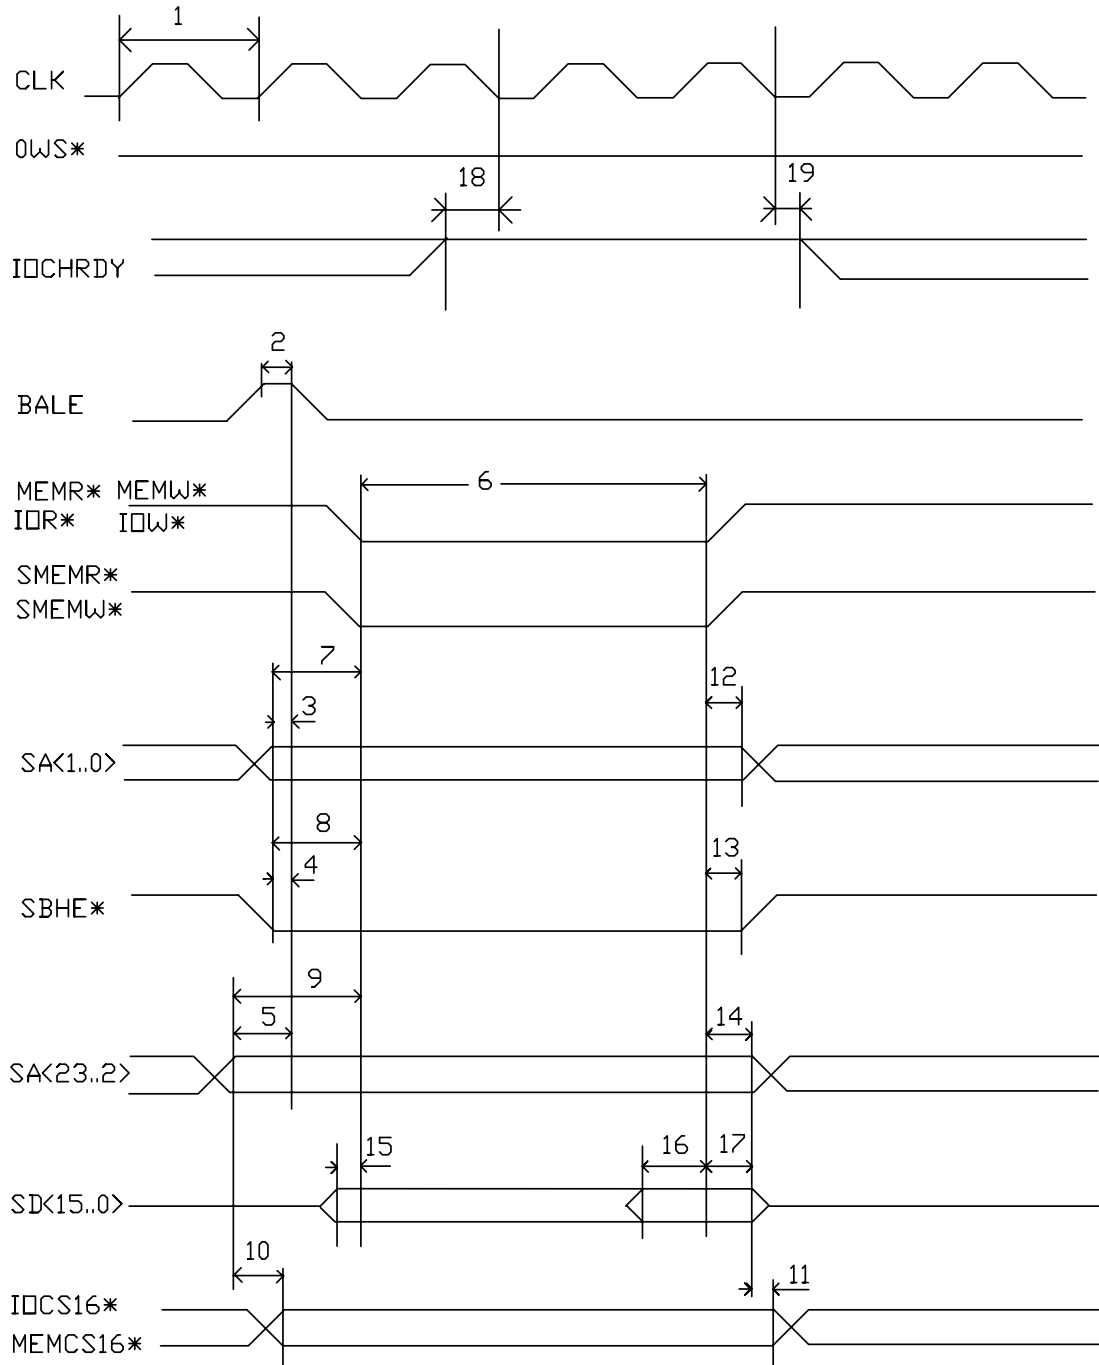 1
CLK
0WS*
18
19
IOCHRDY
2
BALE
MEMR* MEMW*
6
IOR* IOW*
SMEMR*
SMEMW*
7
12
3
SA<1..0>
8
13
4
SBHE*
9
5
14
SA<23..2>
15
16
17
SD<15..0>
10
11
IOCS16*
MEMCS16*